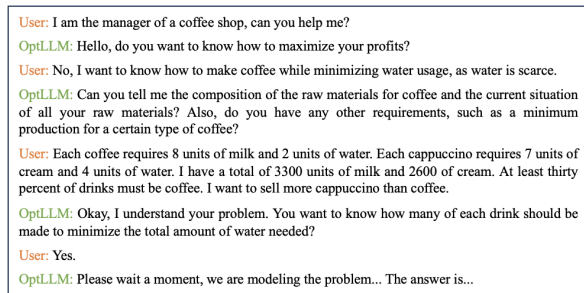 User: I am the manager of a coffee shop, can you help me?
OptLLM: Hello, do you want to know how to maximize your profits?
User: No, I want to know how to make coffee while minimizing water usage, as water is scarce.
OptLLM: Can you tell me the composition of the raw materials for coffee and the current situation
of all your raw materials? Also, do you have any other requirements, such as a minimum
production for a certain type of coffee?
User: Each coffee requires 8 units of milk and 2 units of water. Each cappuccino requires 7 units of
cream and 4 units of water. I have a total of 3300 units of milk and 2600 of cream. At least thirty
percent of drinks must be coffee. I want to sell more cappuccino than coffee.
OptLLM: Okay, I understand your problem. You want to know how many of each drink should be
made to minimize the total amount of water needed?
User: Yes.
OptLLM: Please wait a moment, we are modeling the problem... The answer is...